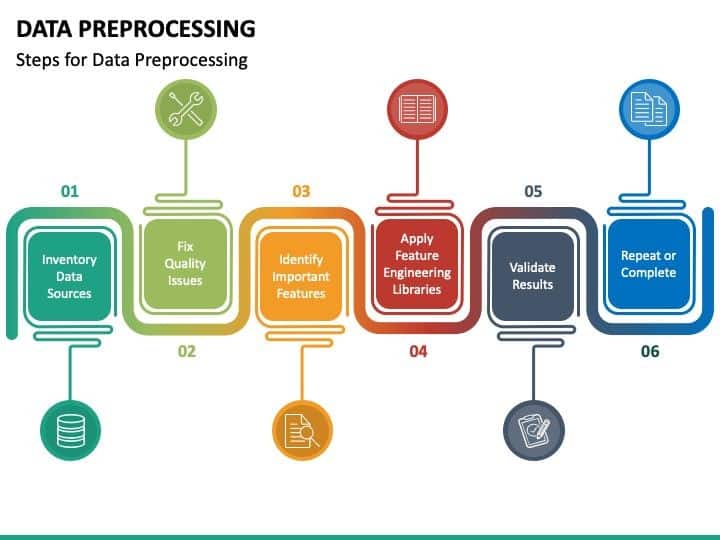 DATA PREPROCESSING
Steps for Data Preprocessing
01
Inventory
Data
Sources
Fix
Quality
Issues
02
03
Identify
Important
Features
Apply
Feature
Engineering
Libraries
04
05
Validate
Results
Repeat or
Complete
06